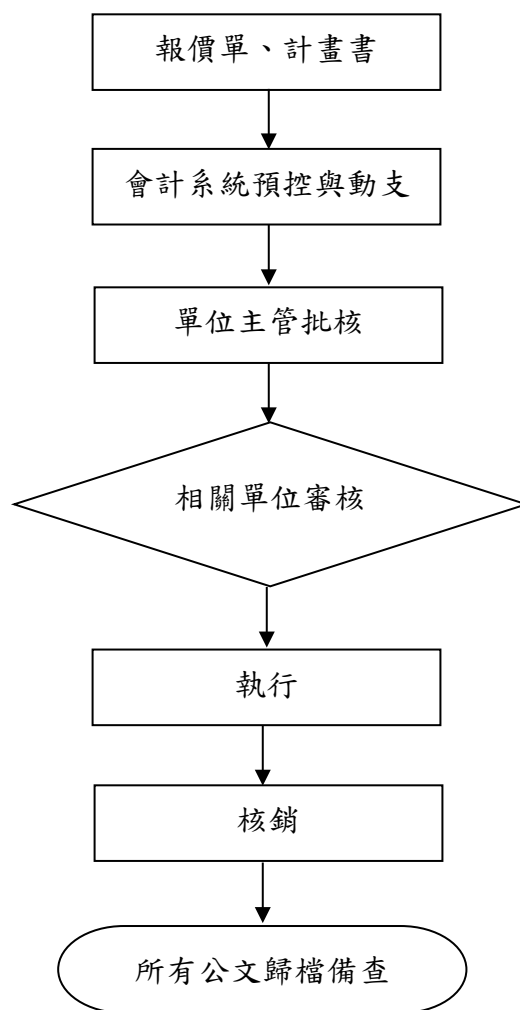 報價單、計畫書
會計系統預控與動支
單位主管批核
相關單位審核
執行
核銷
所有公文歸檔備查